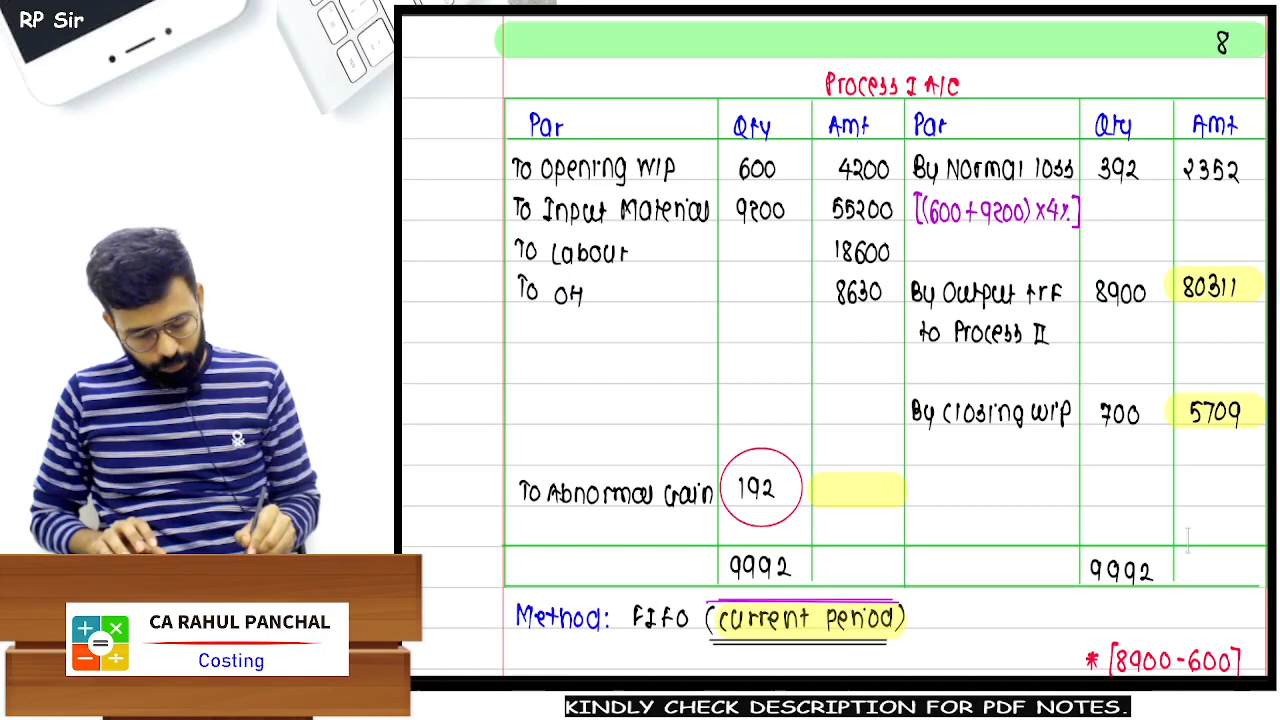 RP Sir
8
Process I A/C
Par Qty Amt Par Qty Amt
To Opening WIP 600 4200 By Normal loss 392 2352
To Input Material 9200 55200 [(600+9200)×4%]
To Labour 18600
To OH 8630 By Output trf 8900 80311
to Process II
By Closing WIP 700 5709
To Abnormal Gain 192
9992 9992
Method: FIFO (current period)
* [8900-600]
CA RAHUL PANCHAL
Costing
KINDLY CHECK DESCRIPTION FOR PDF NOTES.